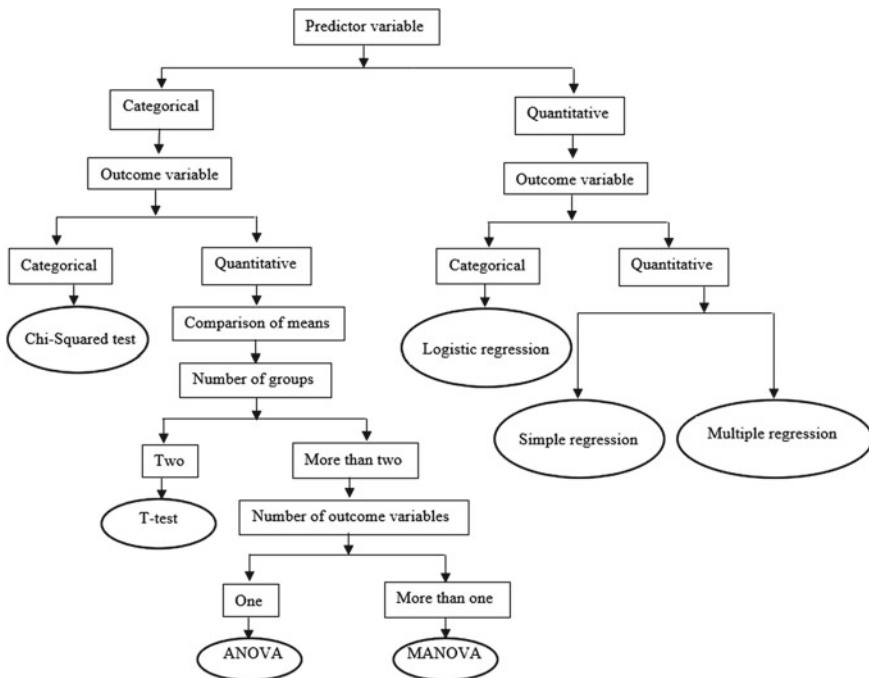 Predictor variable
Categorical
Quantitative
Outcome variable
Outcome variable
Categorical
Quantitative
Categorical
Quantitative
Chi-Squared test
Comparison of means
Logistic regression
Number of groups
Simple regression
Multiple regression
Two
More than two
T-test
Number of outcome variables
One
More than one
ANOVA
MANOVA